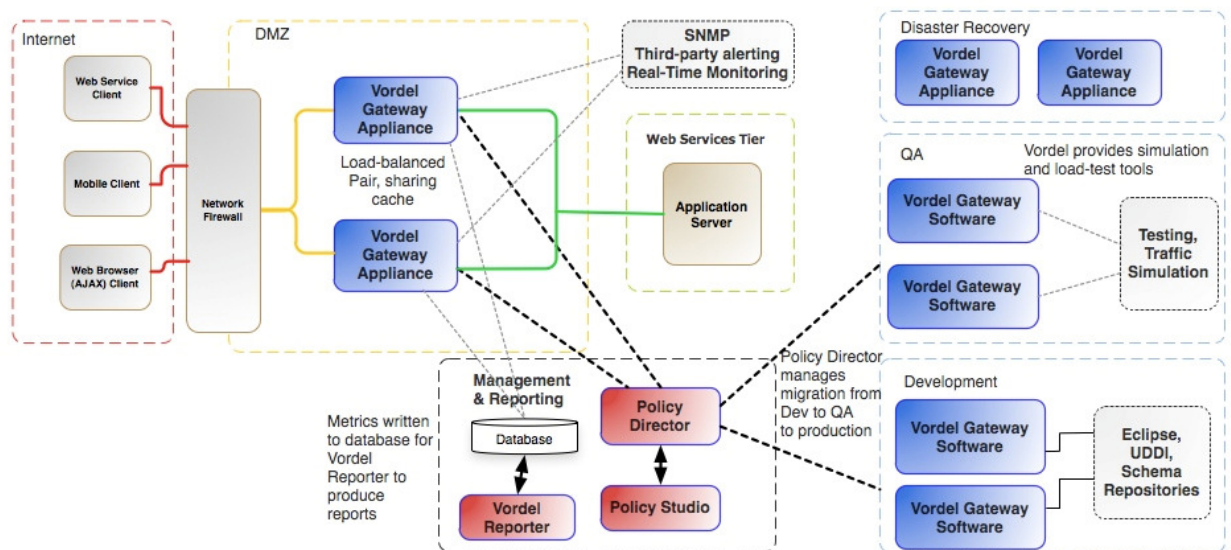 Internet
Web Service
Client
Mobile Client
Web Browser
(AJAX) Client
Network
Firewall
DMZ
Vordel
Gateway
Appliance
Load-balanced
Pair, sharing
cache
Vordel
Gateway
Appliance
SNMP
Third-party alerting
Real-Time Monitoring
Web Services Tier
Application
Server
Disaster Recovery
Vordel
Gateway
Appliance
Vordel
Gateway
Appliance
QA
Vordel provides simulation
and load-test tools
Vordel Gateway
Software
Vordel Gateway
Software
Testing,
Traffic
Simulation
Management
& Reporting
Database
Vordel
Reporter
Policy
Director
Policy Studio
Metrics written
to database for
Vordel
Reporter to
produce
reports
Policy Director
manages
migration from
Dev to QA
to production
Development
Vordel Gateway
Software
Vordel Gateway
Software
Eclipse,
UDDI,
Schema
Repositories